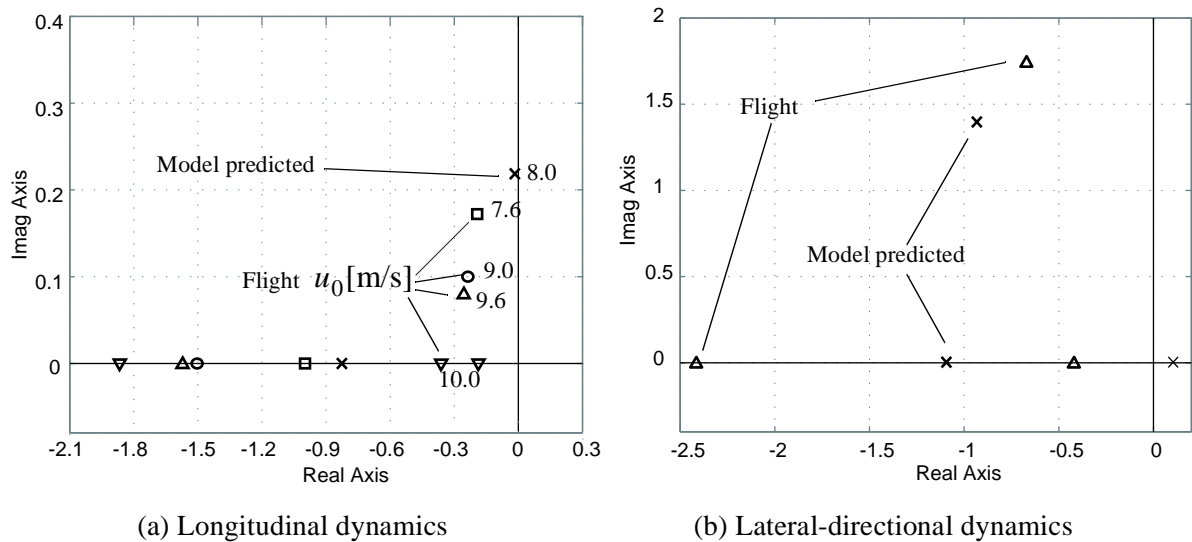 0.4
0.3
0.2
0.1
0
Imag Axis
Model predicted
8.0
7.6
9.0
9.6
Flight u0[m/s]
10.0
-2.1 -1.8 -1.5 -1.2 -0.9 -0.6 -0.3 0 0.3
Real Axis
(a) Longitudinal dynamics
2
1.5
1
0.5
0
Imag Axis
Flight
Model predicted
-2.5 -2 -1.5 -1 -0.5 0
Real Axis
(b) Lateral-directional dynamics